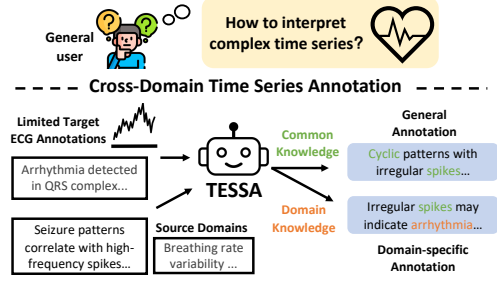 General
user
? ?
How to interpret
complex time series?
Cross-Domain Time Series Annotation
Limited Target
ECG Annotations
Arrhythmia detected
in QRS complex...
Seizure patterns
correlate with high-
frequency spikes...
Source Domains
Breathing rate
variability ...
TESSA
Common
Knowledge
Domain
Knowledge
General
Annotation
Cyclic patterns with
irregular spikes...
Irregular spikes may
indicate arrhythmia...
Domain-specific
Annotation